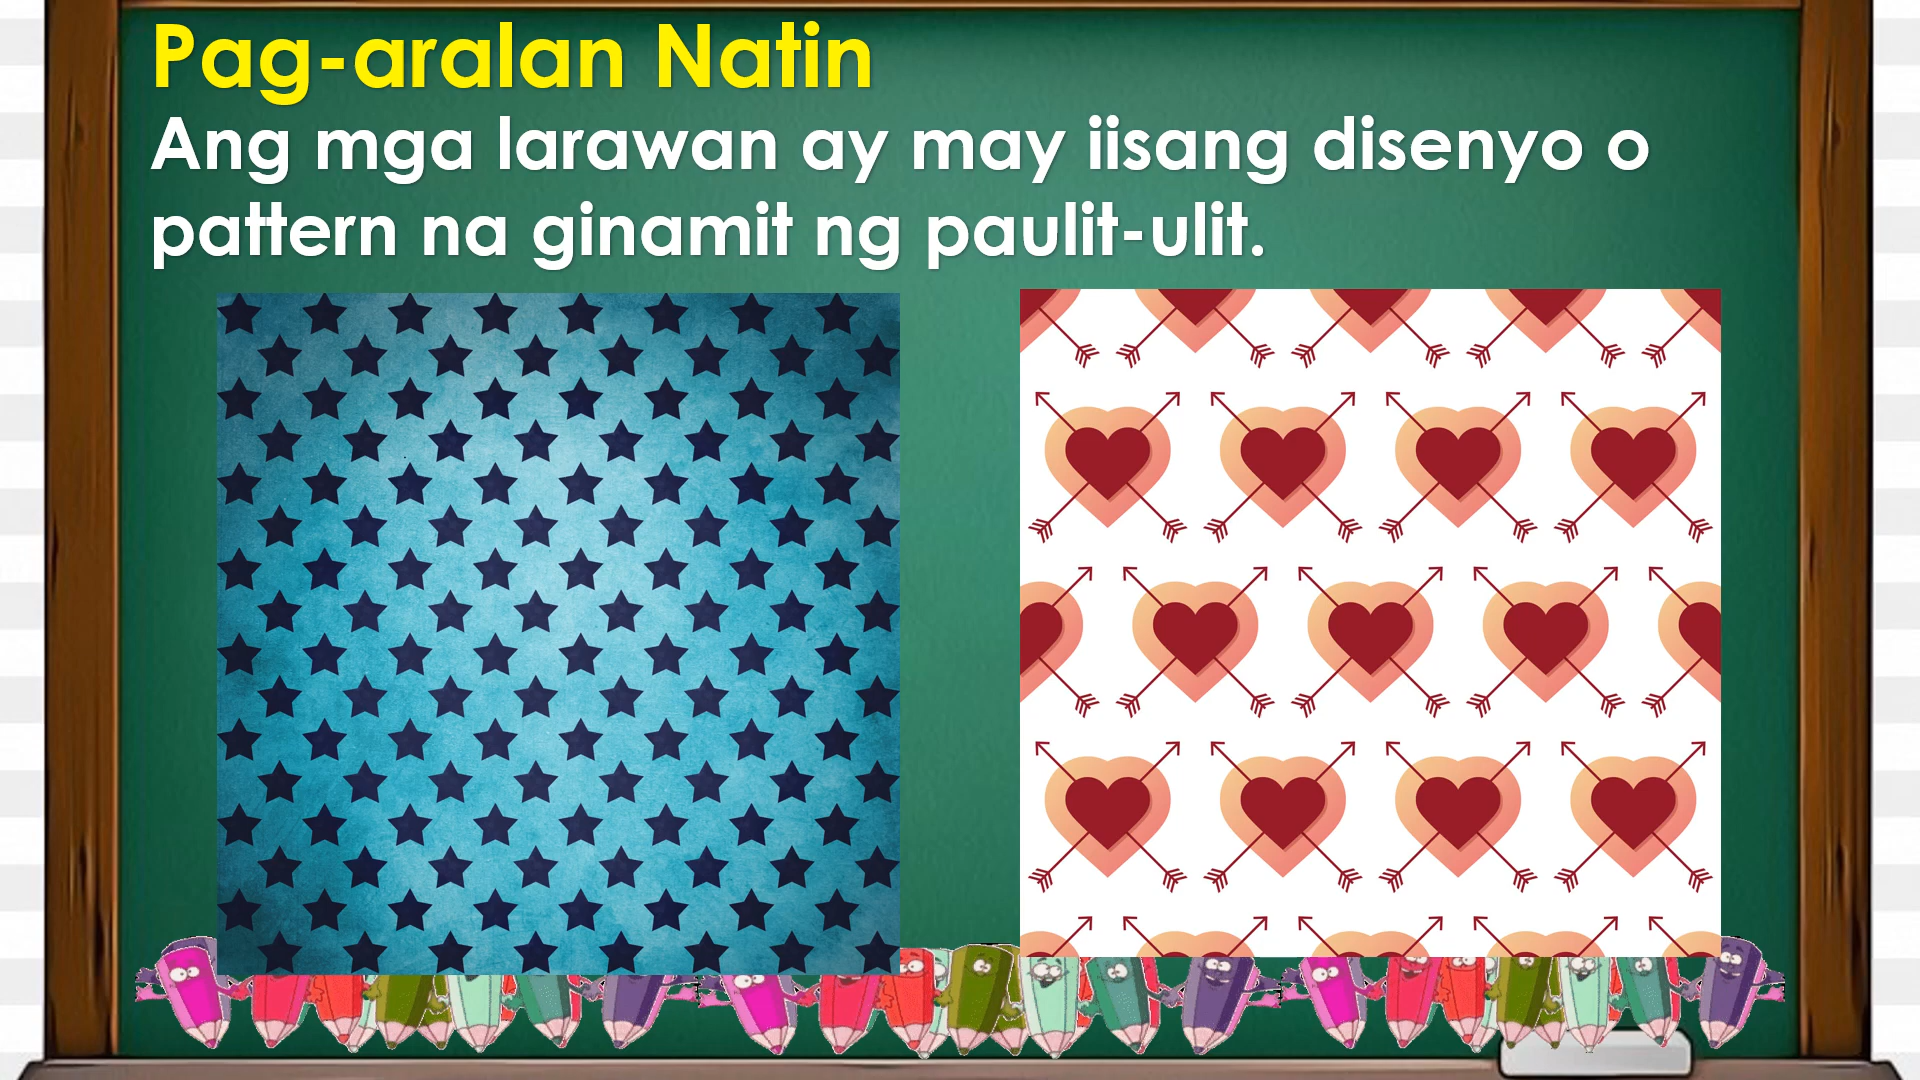 Pag-aralan Natin
Ang mga larawan ay may iisang disenyo o
pattern na ginamit ng paulit-ulit.